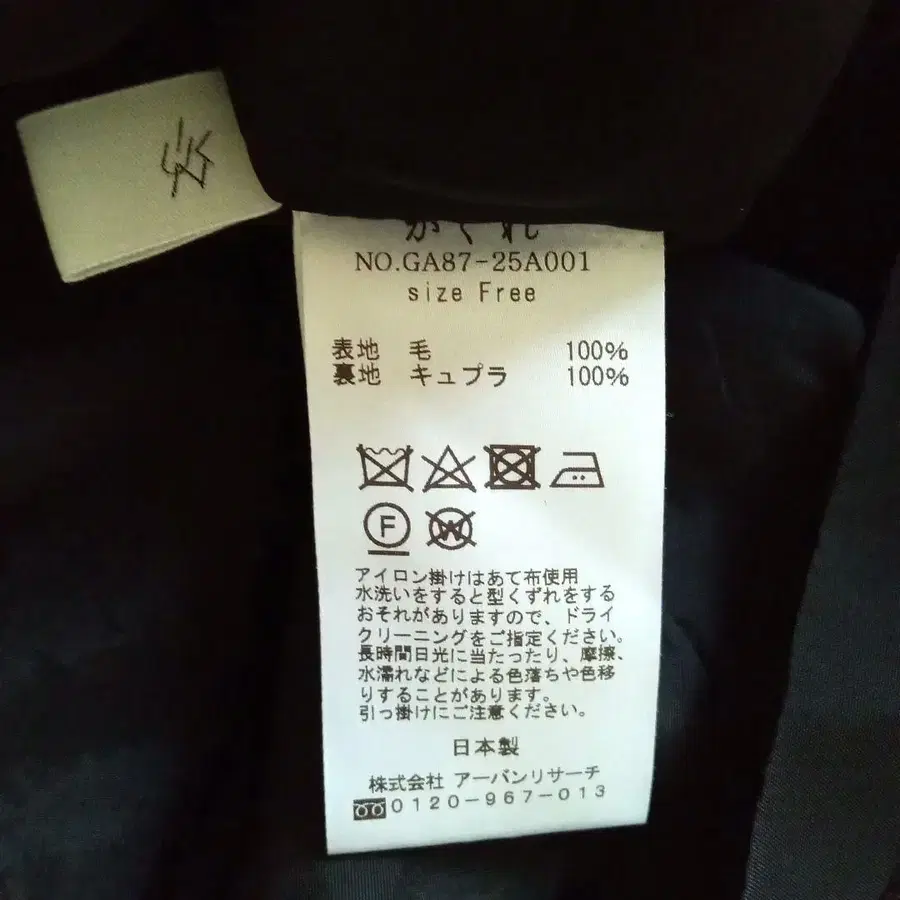 かぐれ
NO.GA87-25A001
size Free
表地 毛 100%
裏地 キュプラ 100%
F
W
アイロン掛けはあて布使用
水洗いをすると型くずれをする
おそれがありますので、ドライ
クリーニングをご指定ください。
長時間日光に当たったり、摩擦、
水濡れなどによる色落ちや色移
りすることがあります。
引っ掛けにご注意ください。
日本製
株式会社 アーバンリサーチ
0120-967-013